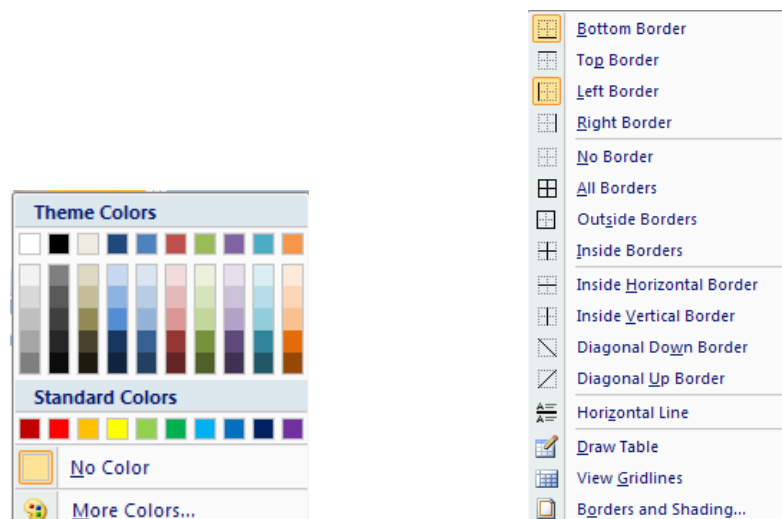 Theme Colors
Standard Colors
No Color
More Colors...
Bottom Border
Top Border
Left Border
Right Border
No Border
All Borders
Outside Borders
Inside Borders
Inside Horizontal Border
Inside Vertical Border
Diagonal Down Border
Diagonal Up Border
Horizontal Line
Draw Table
View Gridlines
Borders and Shading...